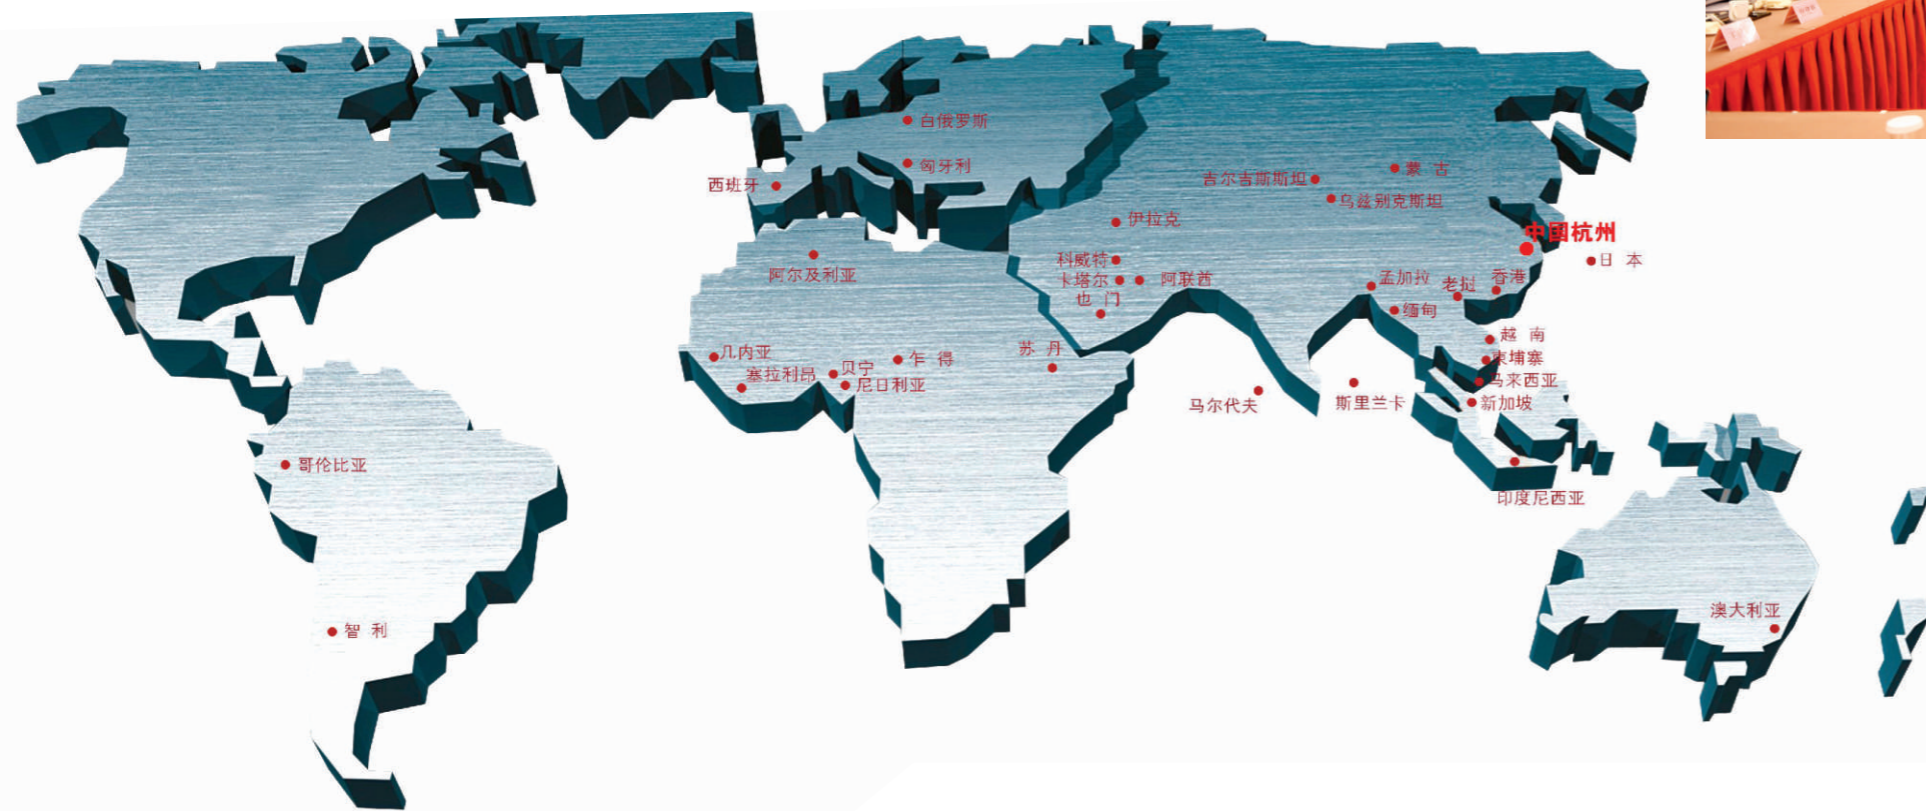 白俄罗斯
匈牙利
西班牙
吉尔吉斯斯坦
蒙 古
乌兹别克斯坦
伊拉克
中国杭州
日 本
科威特
阿尔及利亚
卡塔尔
阿联酋
孟加拉
老挝
香港
也 门
缅甸
越 南
几内亚
乍 得
苏 丹
柬埔寨
塞拉利昂
贝宁
尼日利亚
马来西亚
马尔代夫
斯里兰卡
新加坡
哥伦比亚
印度尼西亚
澳大利亚
智 利